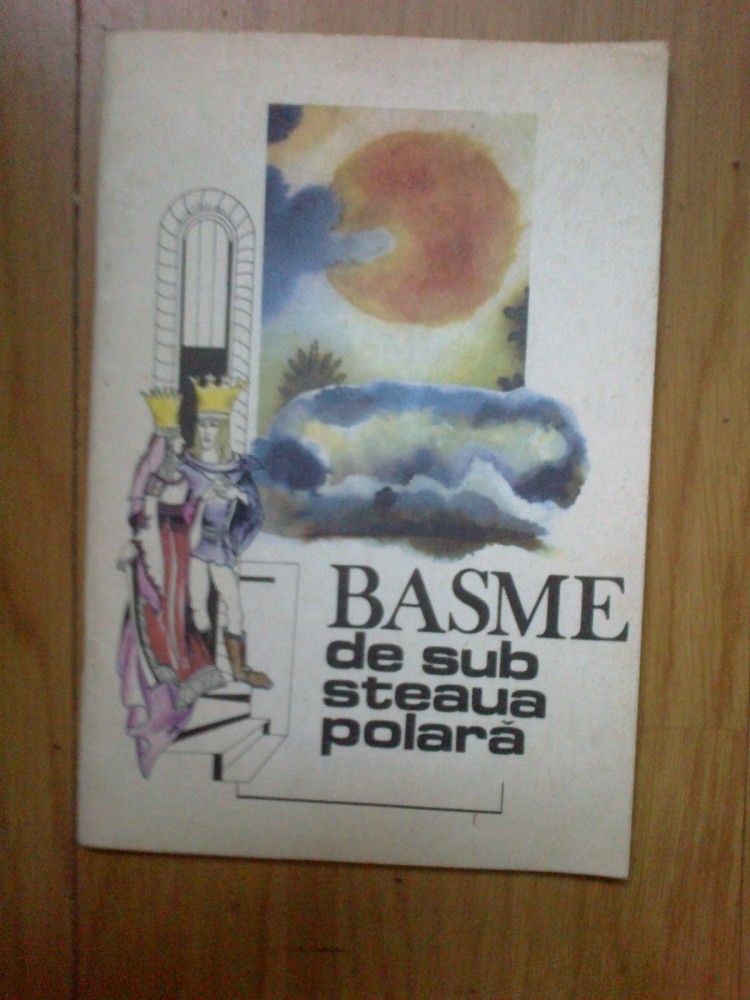 BASME
de sub
steaua
polară